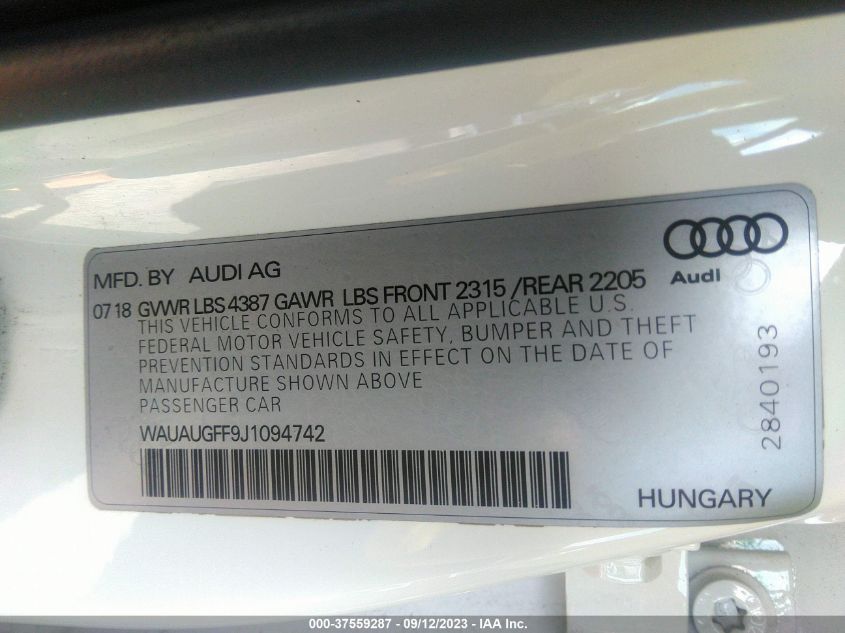 MFD. BY AUDI AG
Audi
07 18 GVWR LBS 4387 GAWR LBS FRONT 2315 /REAR 2205
THIS VEHICLE CONFORMS TO ALL APPLICABLE U.S.
FEDERAL MOTOR VEHICLE SAFETY, BUMPER AND THEFT
PREVENTION STANDARDS IN EFFECT ON THE DATE OF
MANUFACTURE SHOWN ABOVE
PASSENGER CAR
WAUAUGFF9J1094742
2840193
HUNGARY
000-37559287 - 09/12/2023 - IAA Inc.